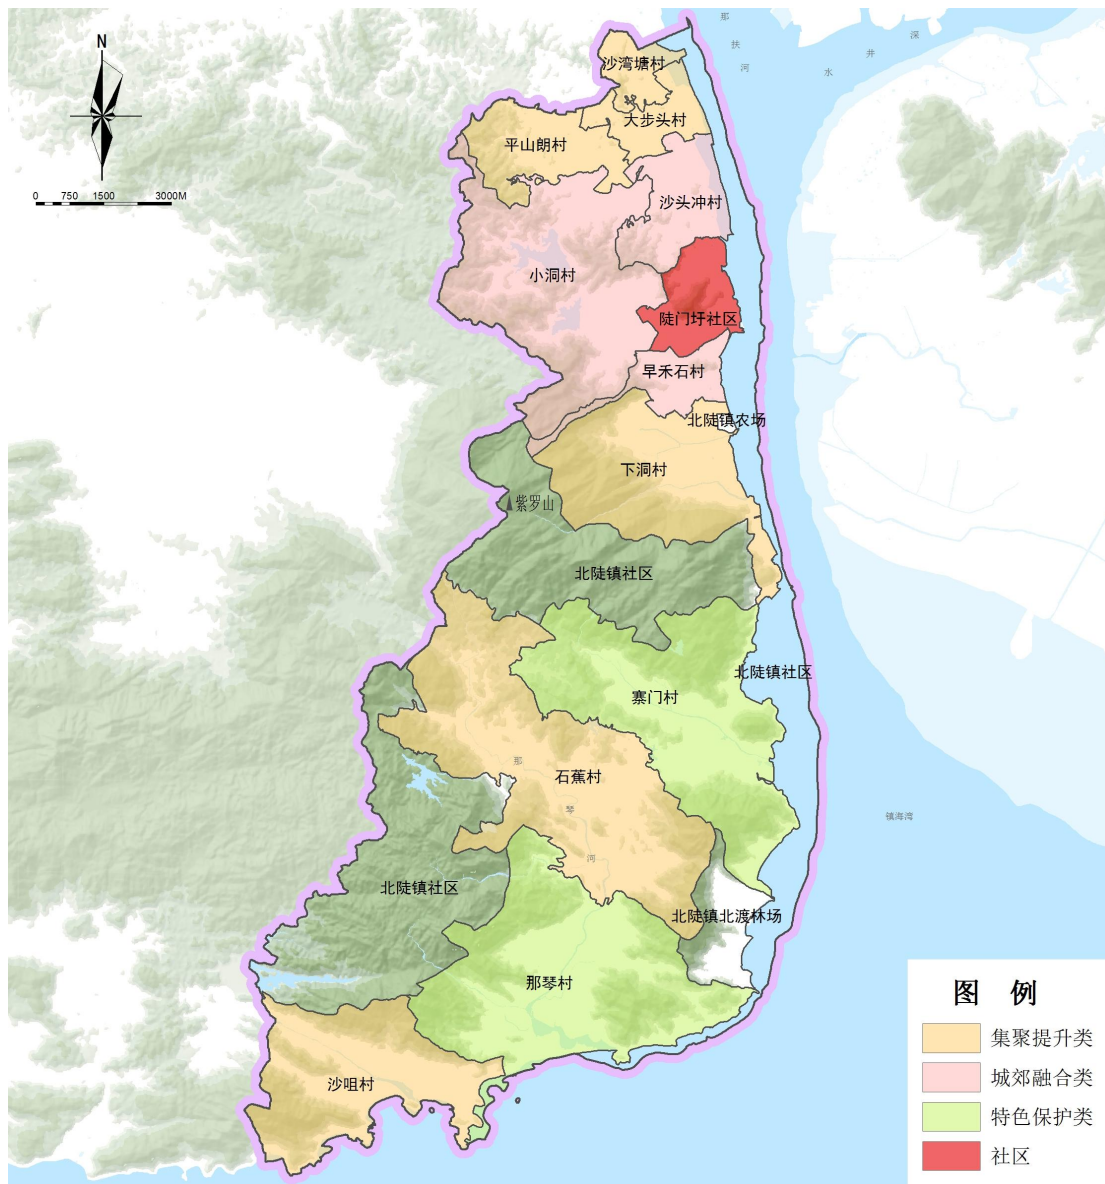 那
扶
河
深
井
水
N
沙湾塘村
大步头村
平山朗村
0 750 1500 3000M
沙头冲村
小洞村
陡门圩社区
早禾石村
北陡镇农场
下洞村
紫罗山
北陡镇社区
北陡镇社区
寨门村
那
石蕉村
琴
河
镇海湾
北陡镇社区
北陡镇北渡林场
那琴村
沙咀村
图 例
集聚提升类
城郊融合类
特色保护类
社区